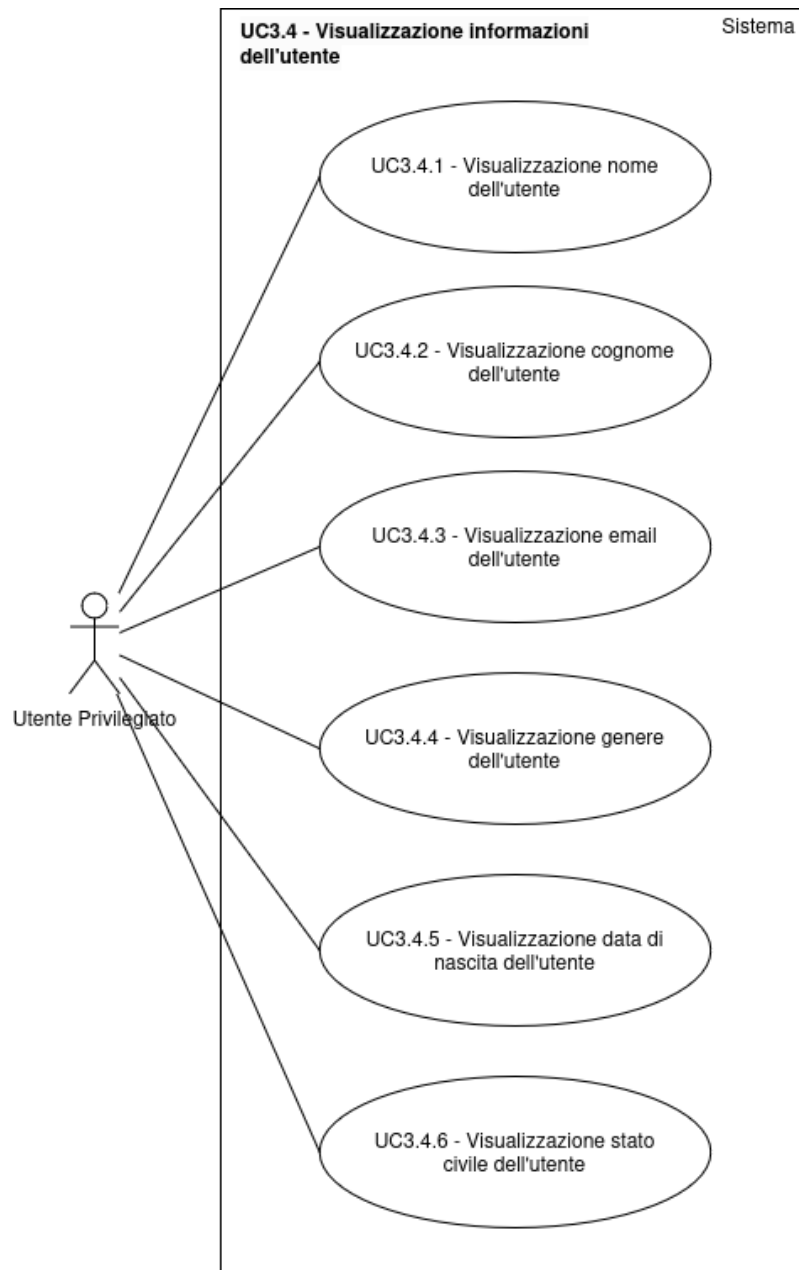 UC3.4 - Visualizzazione informazioni
dell'utente
Sistema
UC3.4.1 - Visualizzazione nome
dell'utente
UC3.4.2 - Visualizzazione cognome
dell'utente
UC3.4.3 - Visualizzazione email
dell'utente
Utente Privilegiato
UC3.4.4 - Visualizzazione genere
dell'utente
UC3.4.5 - Visualizzazione data di
nascita dell'utente
UC3.4.6 - Visualizzazione stato
civile dell'utente